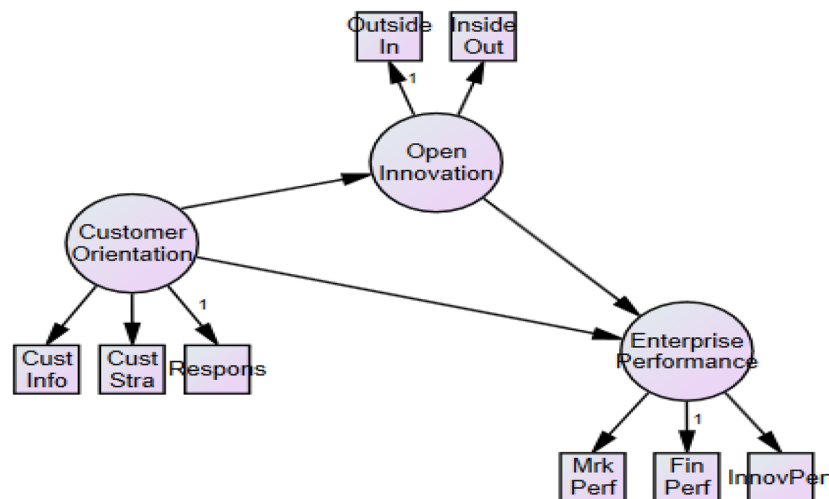 Outside
In
Inside
Out
1
Open
Innovation
Customer
Orientation
1
Cust
Info
Cust
Stra
Respons
Enterprise
Performance
1
Mrk
Perf
Fin
Perf
InnovPerf